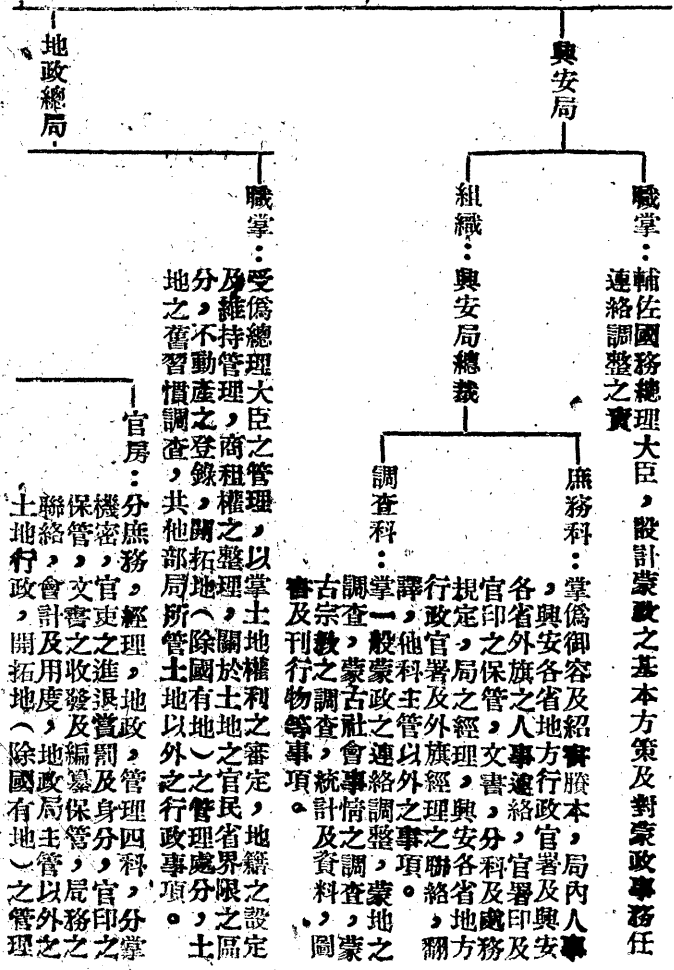 興安局
職掌：輔佐國務總理大臣，設計蒙政之基本方策及對蒙政事務任
連絡調整之責
組織：興安局總裁
庶務科：掌僞御容及紹書謄本，局內人事
，興安各省地方行政官署及興安
各省外旗之人事連絡，官署印及
官印之保管，文書，分科及處務
規定，局之經理，興安各省地方
行政官署及外旗經理之聯絡，翻
譯，他科主管以外之事項。
調查科：掌一般蒙政之連絡調整，蒙地之
調查，蒙古社會事情之調查，蒙
古宗教之調查，統計及資料，圖
書及刊行物等事項。
地政總局
職掌：受僞總理大臣之管理，以掌土地權利之審定，地籍之設定
及維持管理，商租權之整理，關於土地之官民省界限之區
分，不動產之登錄，開拓地（除國有地）之管理處分，土
地之舊習慣調查，其他部局所管土地以外之行政事項。
官房：分庶務，經理，地政，管理四科，分掌
機密，官吏之進退賞罰及身分，官印之
保管，文書之收發及編纂保管，局務之
聯絡，會計及用度，地政局主管以外之
土地行政，開拓地（除國有地）之管理